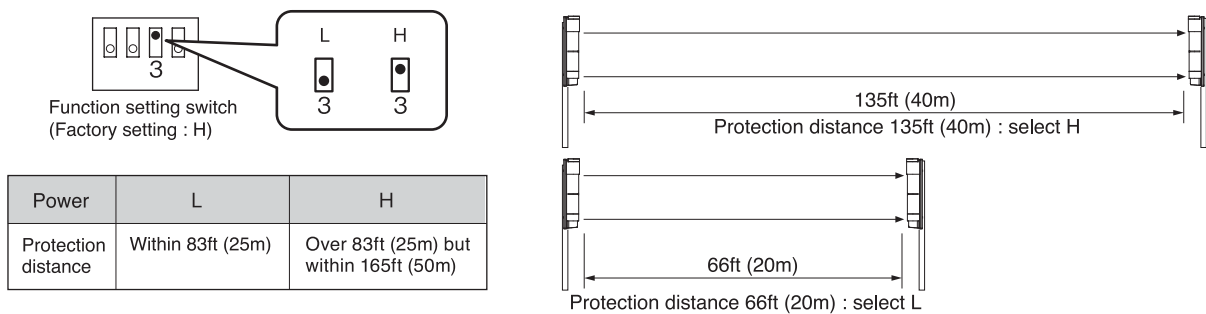 L H
3 3
3
Function setting switch
(Factory setting : H)
Power L H
Protection distance Within 83ft (25m) Over 83ft (25m) but within 165ft (50m)
135ft (40m)
Protection distance 135ft (40m) : select H
66ft (20m)
Protection distance 66ft (20m) : select L